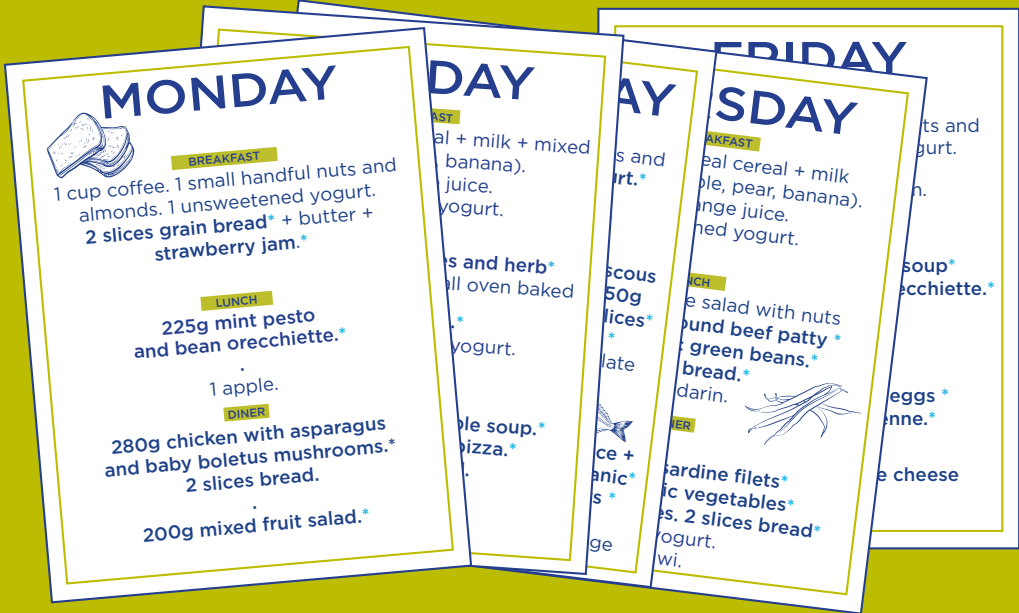 MONDAY
BREAKFAST
1 cup coffee. 1 small handful nuts and
almonds. 1 unsweetened yogurt.
2 slices grain bread* + butter +
strawberry jam.*
LUNCH
225g mint pesto
and bean orecchiette.*
.
1 apple.
DINER
280g chicken with asparagus
and baby boletus mushrooms.*
2 slices bread.
.
200g mixed fruit salad.*
DAY
AST
al + milk + mixed
banana).
juice.
yogurt.
es and herb*
all oven baked
.*
yogurt.
ple soup.*
pizza.*
AY
s and
urt.*
scous
50g
lices*
*
late
ce +
anic*
s *
ge
SDAY
AKFAST
eal cereal + milk
ple, pear, banana).
ange juice.
ned yogurt.
NCH
e salad with nuts
ound beef patty *
green beans.*
bread.*
darin.
NER
sardine filets*
ic vegetables*
es. 2 slices bread*
yogurt.
wi.
FRIDAY
ts and
gurt.
n.
soup*
ecchiette.*
eggs *
enne.*
e cheese